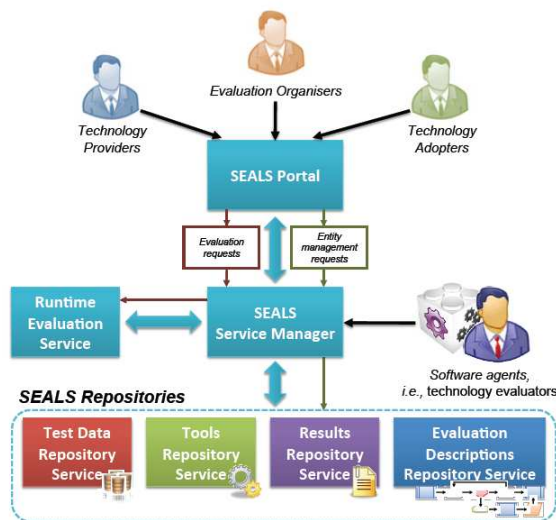 Evaluation Organisers
Technology
Providers
Technology
Adopters
SEALS Portal
Evaluation
requests
Entity
management
requests
Runtime
Evaluation
Service
SEALS
Service Manager
Software agents,
i.e., technology evaluators
SEALS Repositories
Test Data
Repository
Service
Tools
Repository
Service
Results
Repository
Service
Evaluation
Descriptions
Repository Service